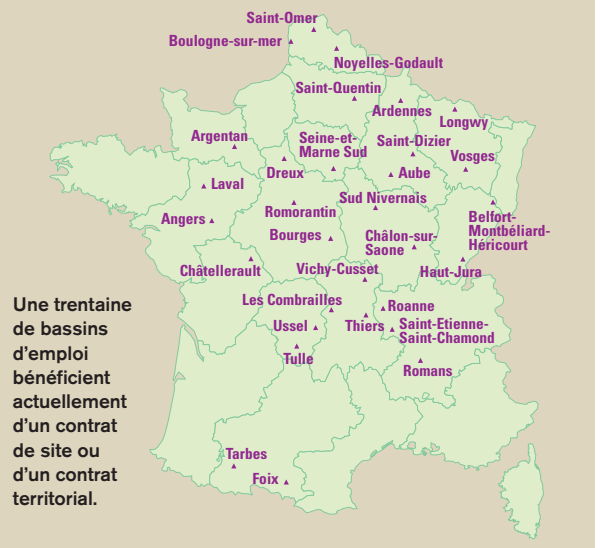 Saint-Omer
Boulogne-sur-mer
Noyelles-Godault
Saint-Quentin
Ardennes
Longwy
Argentan
Seine-et-
Marne Sud
Saint-Dizier
Vosges
Dreux
Aube
Laval
Sud Nivernais
Romorantin
Angers
Belfort-
Montbéliard-
Héricourt
Bourges
Châlon-sur-
Saone
Châtellerault
Vichy-Cusset
Haut-Jura
Les Combrailles
Roanne
Ussel
Thiers
Saint-Etienne-
Saint-Chamond
Tulle
Romans
Tarbes
Foix
Une trentaine
de bassins
d'emploi
bénéficient
actuellement
d'un contrat
de site ou
d'un contrat
territorial.